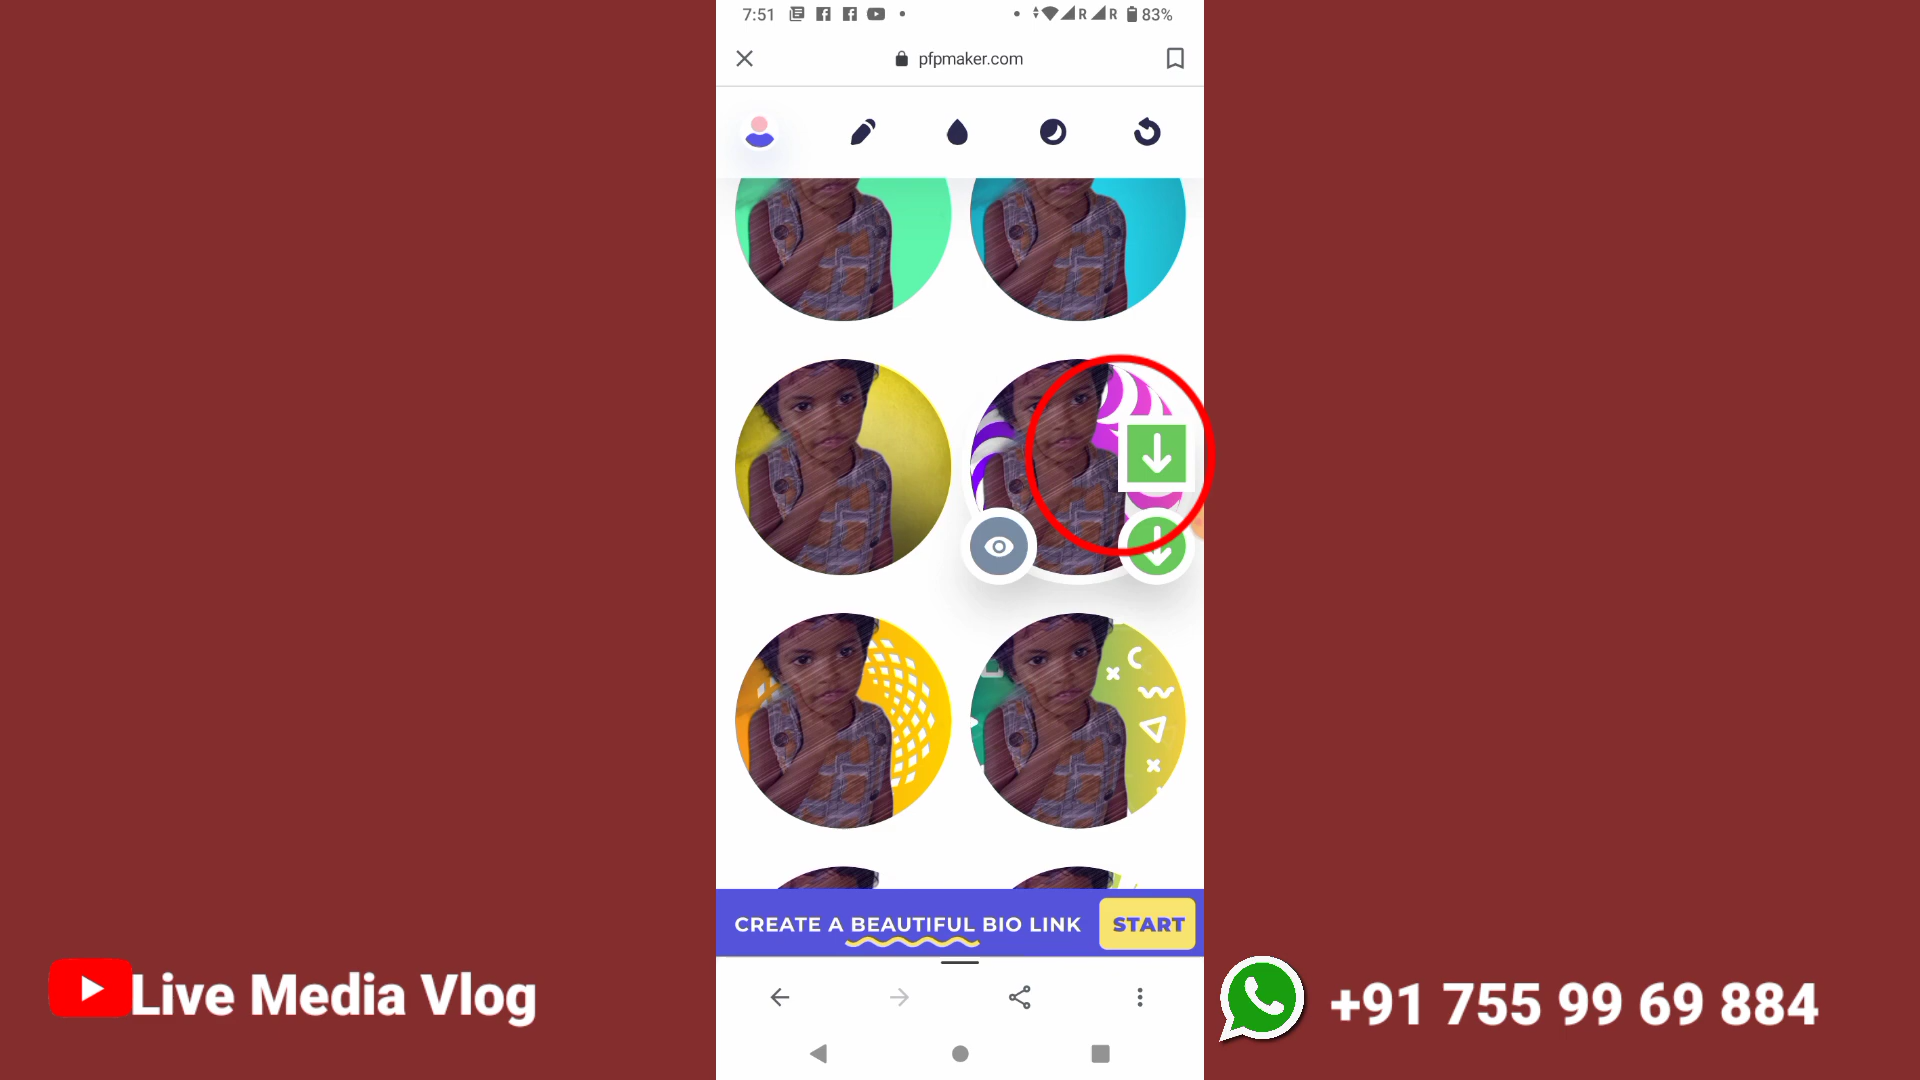 7:51
R R 83%
pfpmaker.com
CREATE A BEAUTIFUL BIO LINK START
Live Media Vlog
+91 755 99 69 884